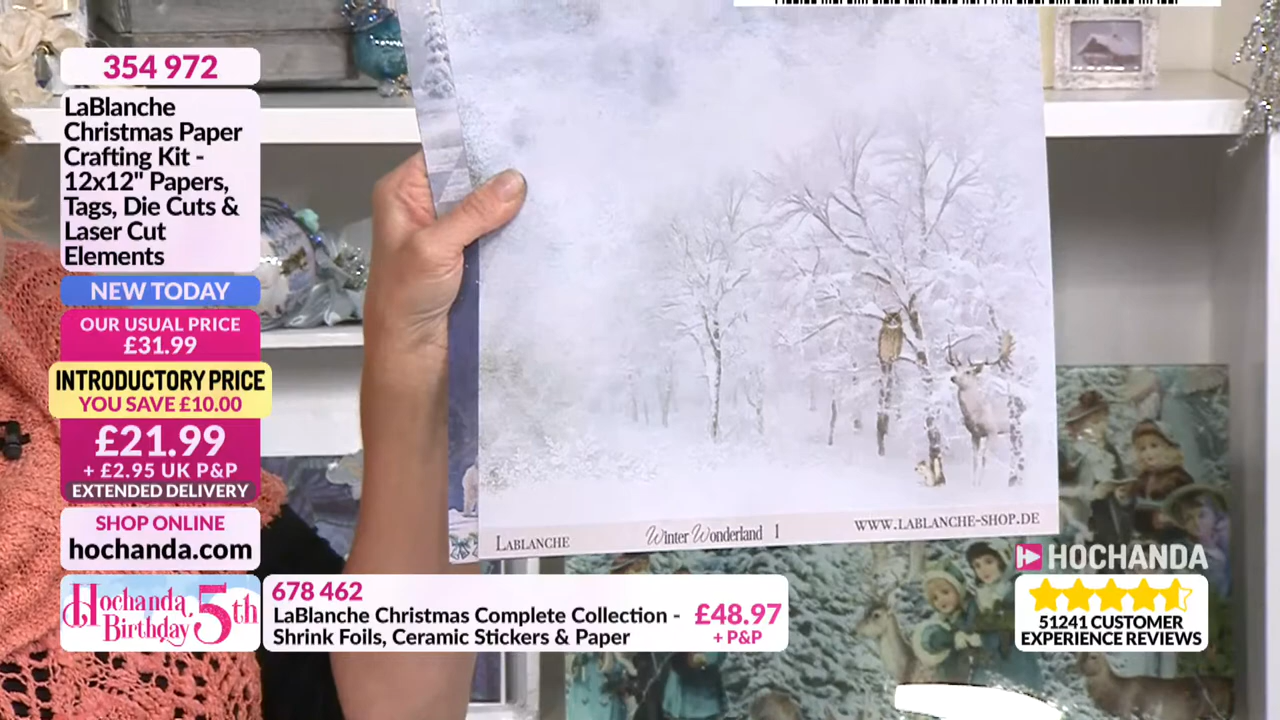 354 972
LaBlanche
Christmas Paper
Crafting Kit -
12x12" Papers,
Tags, Die Cuts &
Laser Cut
Elements
NEW TODAY
OUR USUAL PRICE
£31.99
INTRODUCTORY PRICE
YOU SAVE £10.00
£21.99
+ £2.95 UK P&P
EXTENDED DELIVERY
SHOP ONLINE
hochanda.com
Hochanda
Birthday 5th
678 462
LaBlanche Christmas Complete Collection -
Shrink Foils, Ceramic Stickers & Paper
£48.97
+ P&P
LABLANCHE
Winter Wonderland 1
WWW.LABLANCHE-SHOP.DE
HOCHANDA
51241 CUSTOMER
EXPERIENCE REVIEWS